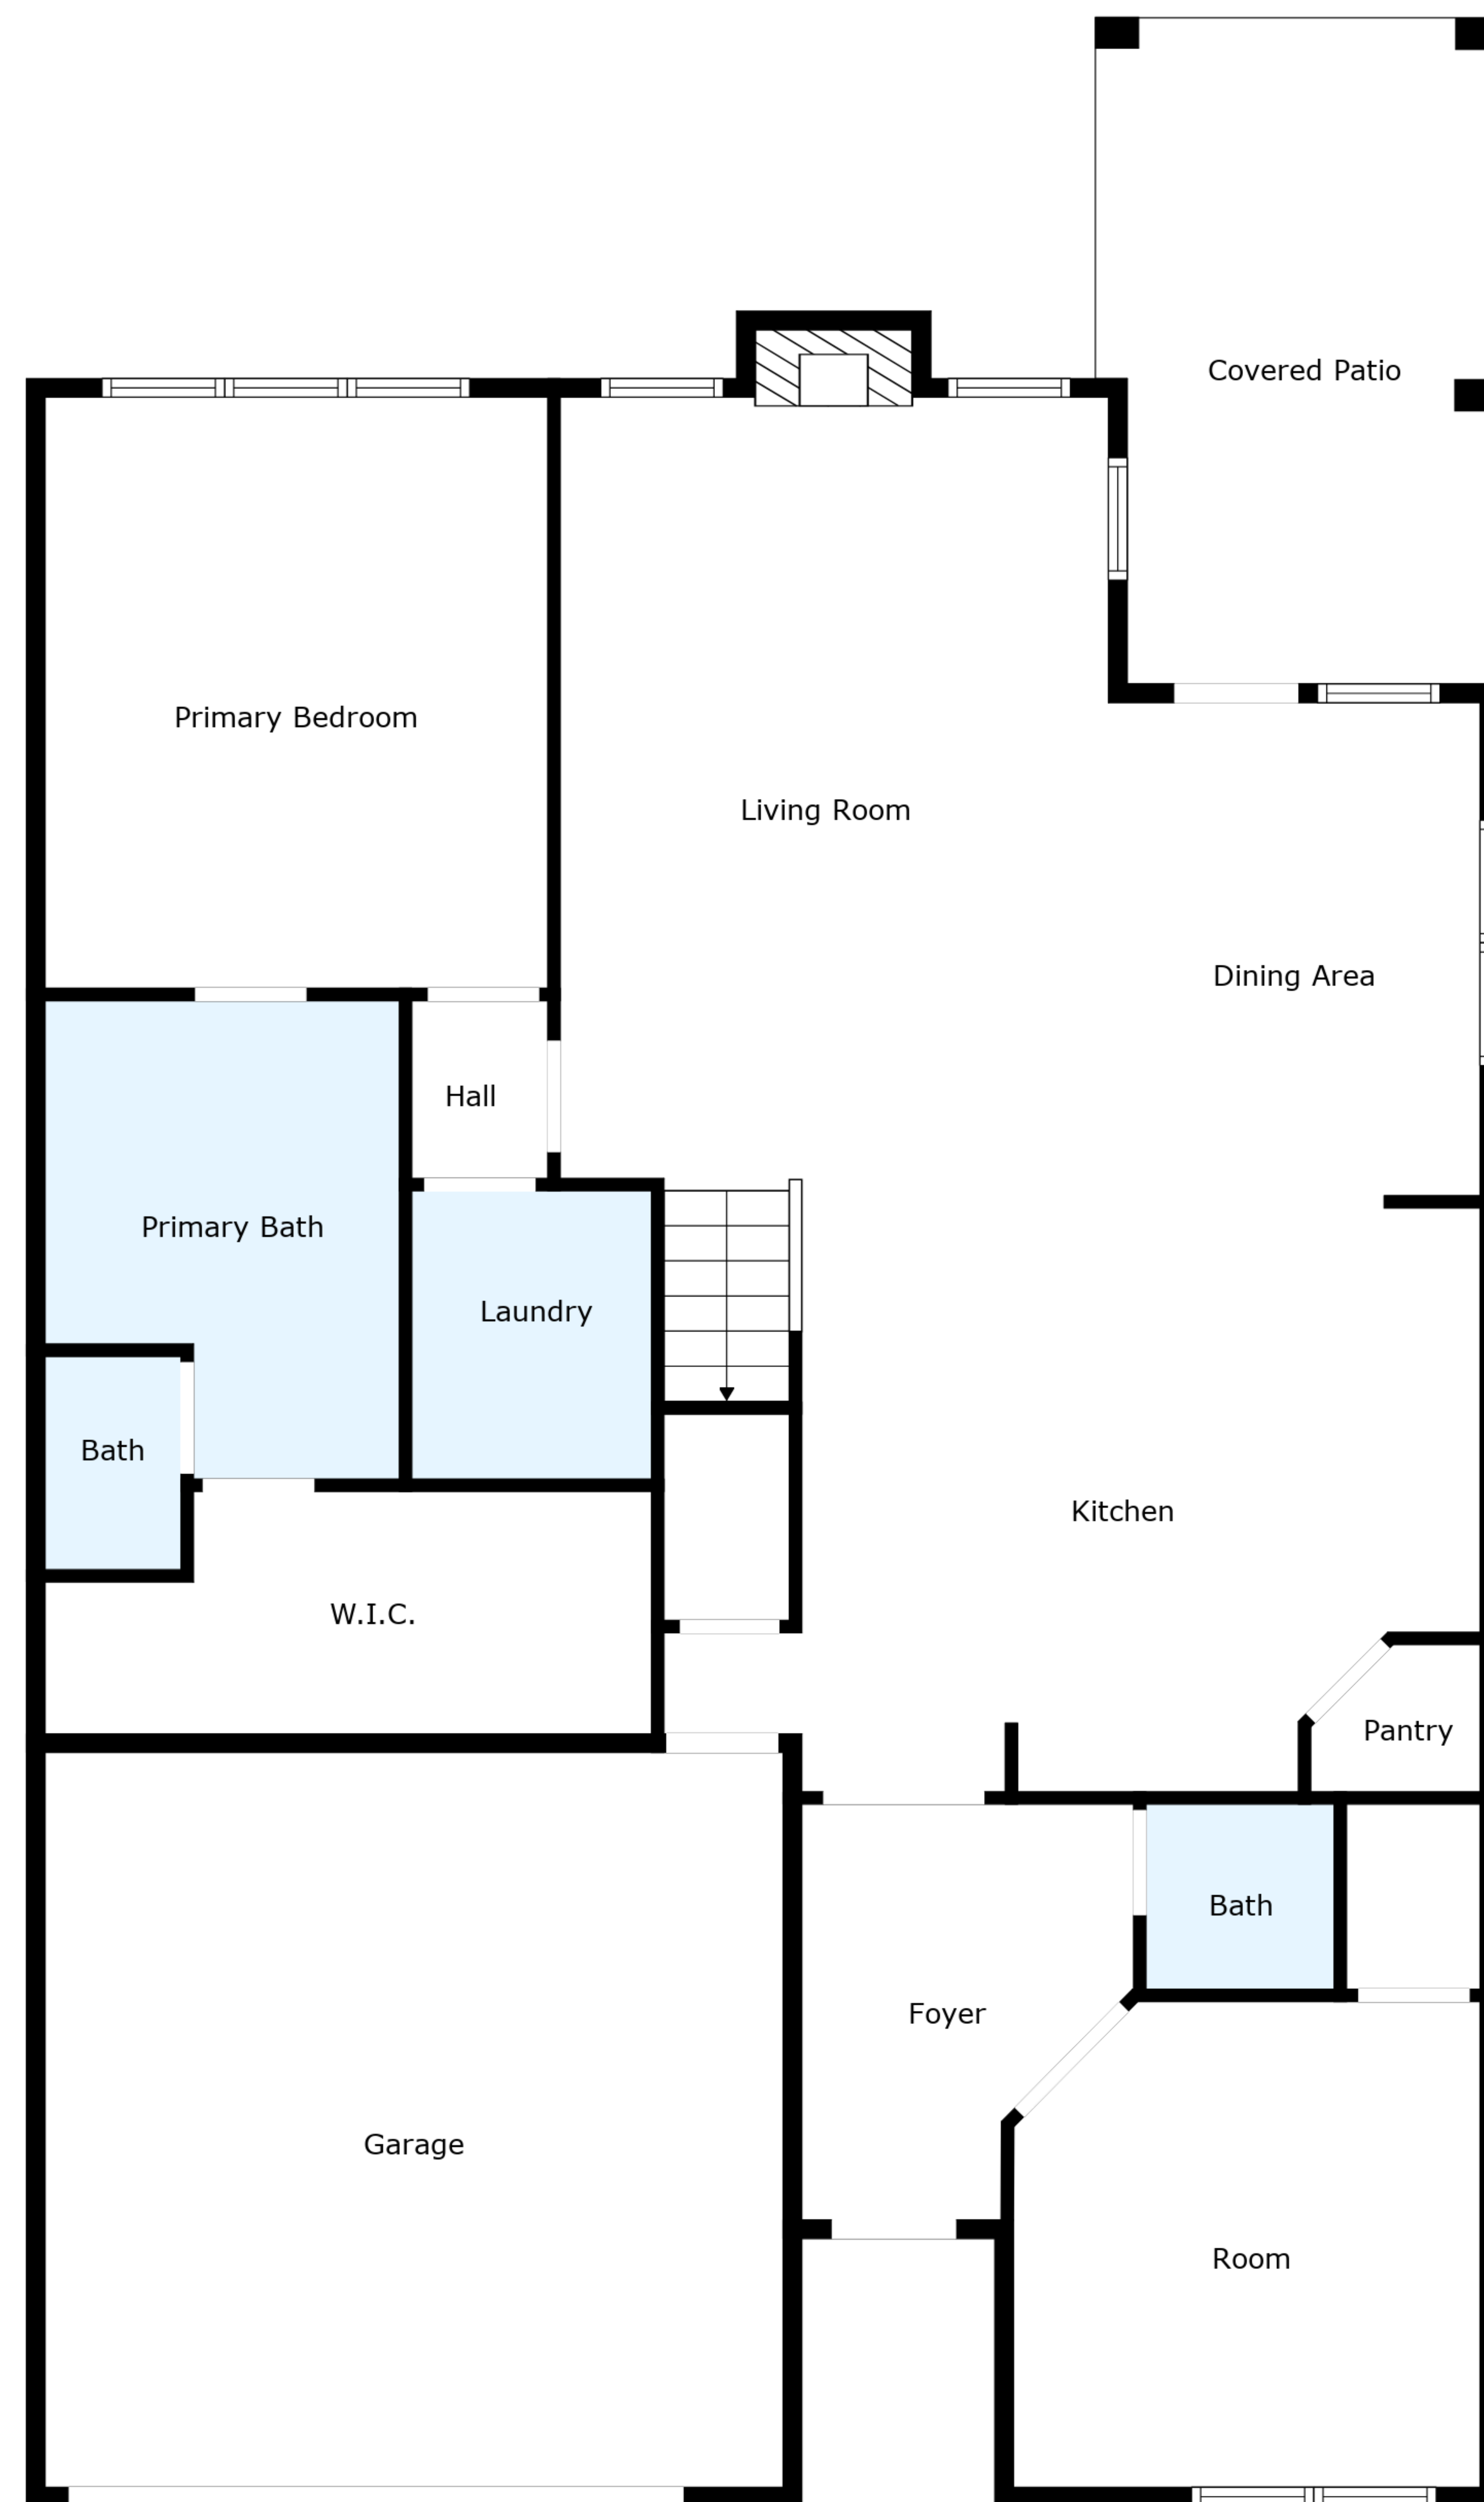 Covered Patio
Primary Bedroom
Living Room
Dining Area
Hall
Primary Bath
Laundry
Bath
Kitchen
W.I.C.
Pantry
Bath
Foyer
Garage
Room